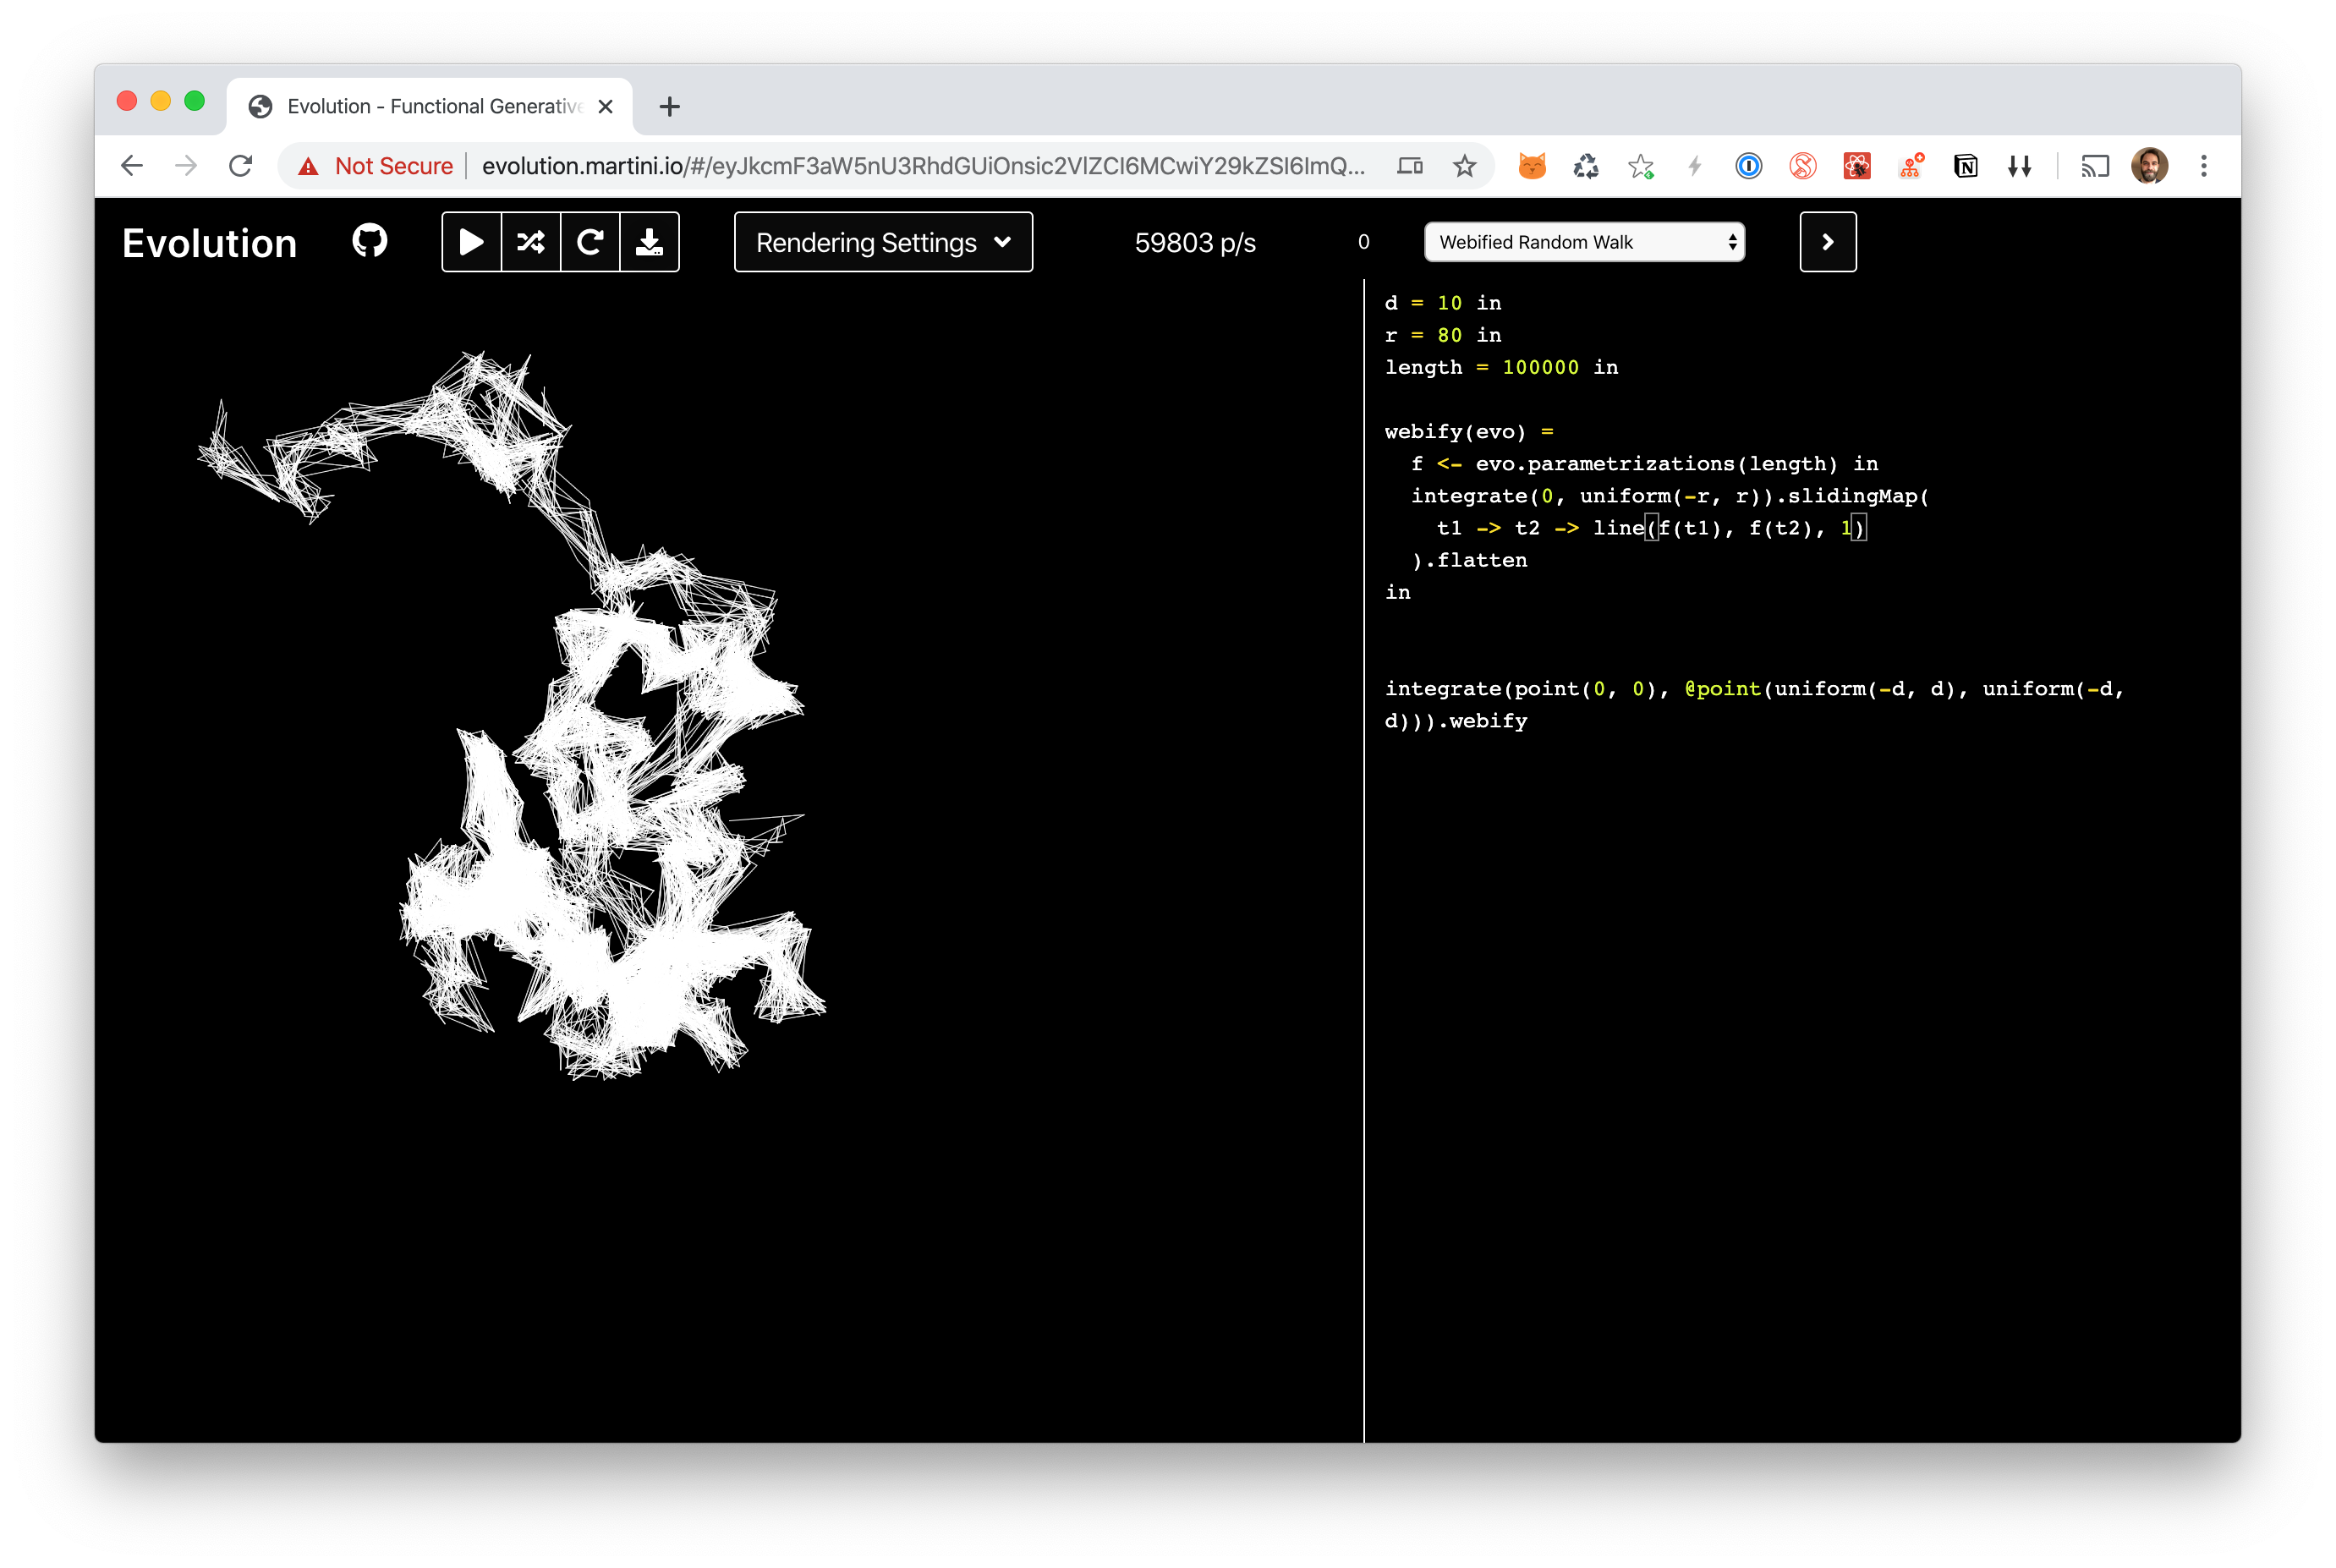 Evolution - Functional Generative
Not Secure evolution.martini.io/#/eyJkcmF3aW5nU3RhdGUiOnsic2VlZCI6MCwiY29kZSI6ImQ...
Evolution
Rendering Settings
59803 p/s
0
Webified Random Walk
d = 10 in
r = 80 in
length = 100000 in
webify(evo) =
  f <- evo.parametrizations(length) in
  integrate(0, uniform(-r, r)).slidingMap(
    t1 -> t2 -> line(f(t1), f(t2), 1)
  ).flatten
in
integrate(point(0, 0), @point(uniform(-d, d), uniform(-d,
d))).webify